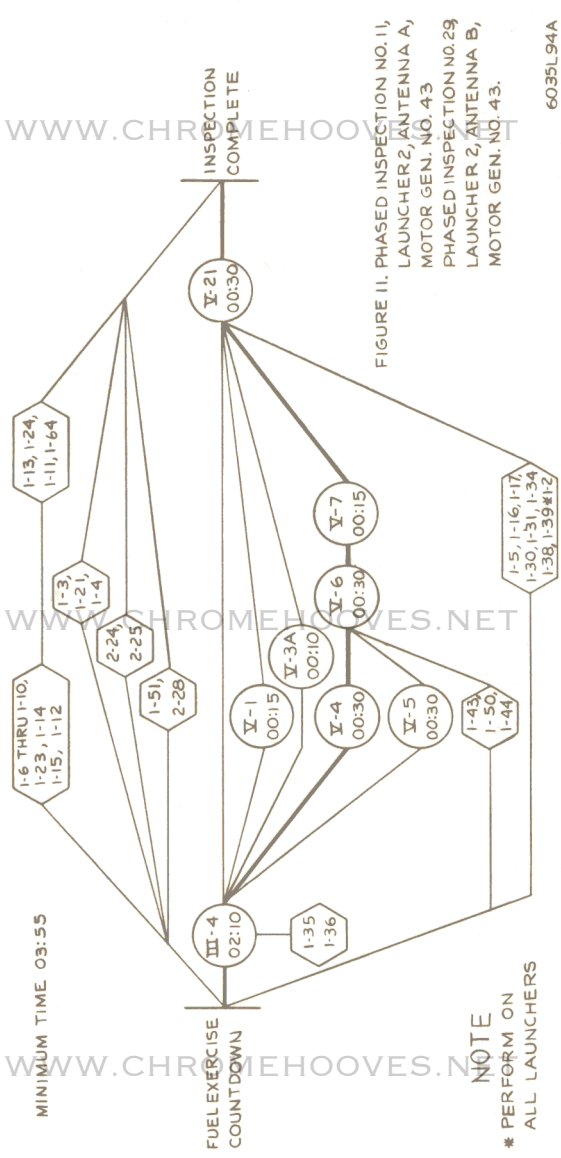 MINIMUM TIME 03:55
1-6 THRU 1-10,
1-23, 1-14
1-15, 1-12
1-13, 1-24,
1-11, 1-64
1-3,
1-21,
1-4
2-24,
2-25
1-51,
2-28
FUEL EXERCISE
COUNTDOWN
III-4
02:10
1-35
1-36
V-1
00:15
V-3A
00:10
V-4
00:30
V-5
00:30
V-6
00:30
V-7
00:15
1-43,
1-50,
1-44
1-5, 1-16, 1-17,
1-30, 1-31, 1-34
1-38, 1-39*1-2
V-21
00:30
INSPECTION
COMPLETE
NOTE
* PERFORM ON
ALL LAUNCHERS
FIGURE 11. PHASED INSPECTION NO. 11,
LAUNCHER 2, ANTENNA A,
MOTOR GEN. NO. 43
PHASED INSPECTION NO. 29,
LAUNCHER 2, ANTENNA B,
MOTOR GEN. NO. 43.
6035L94A
WWW.CHROMEHOOVES.NET
WWW.CHROMEHOOVES.NET
WWW.CHROMEHOOVES.NET